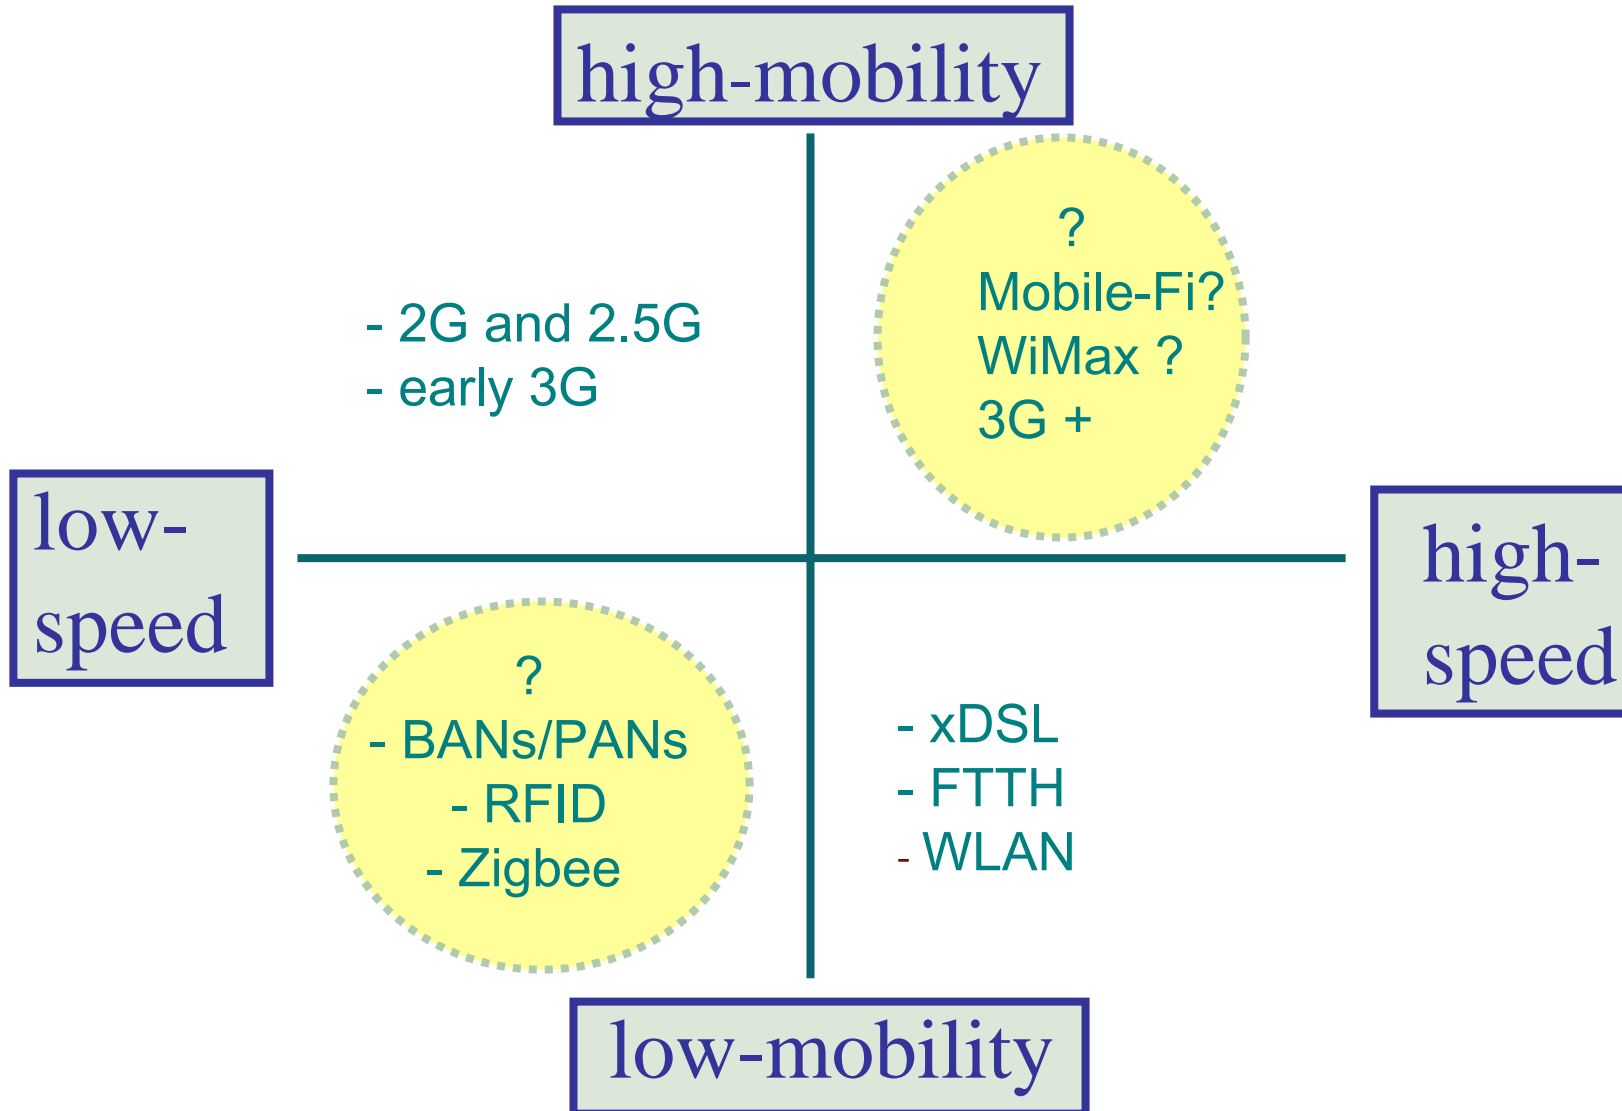 high-mobility
?
Mobile-Fi?
WiMax ?
3G +
- 2G and 2.5G
- early 3G
low-
speed
high-
speed
?
- BANs/PANs
- RFID
- Zigbee
- xDSL
- FTTH
- WLAN
low-mobility